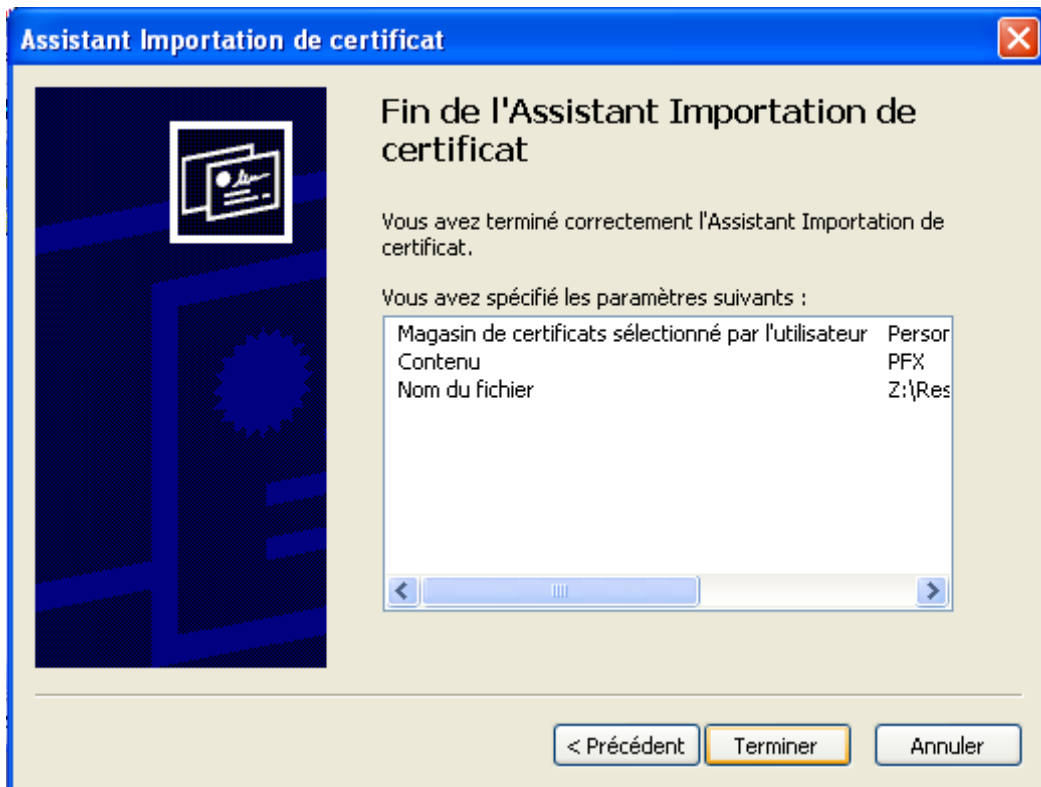 Assistant Importation de certificat
Fin de l'Assistant Importation de
certificat
Vous avez terminé correctement l'Assistant Importation de
certificat.
Vous avez spécifié les paramètres suivants :
Magasin de certificats sélectionné par l'utilisateur Person
Contenu PFX
Nom du fichier Z:\Res
< Précédent Terminer Annuler